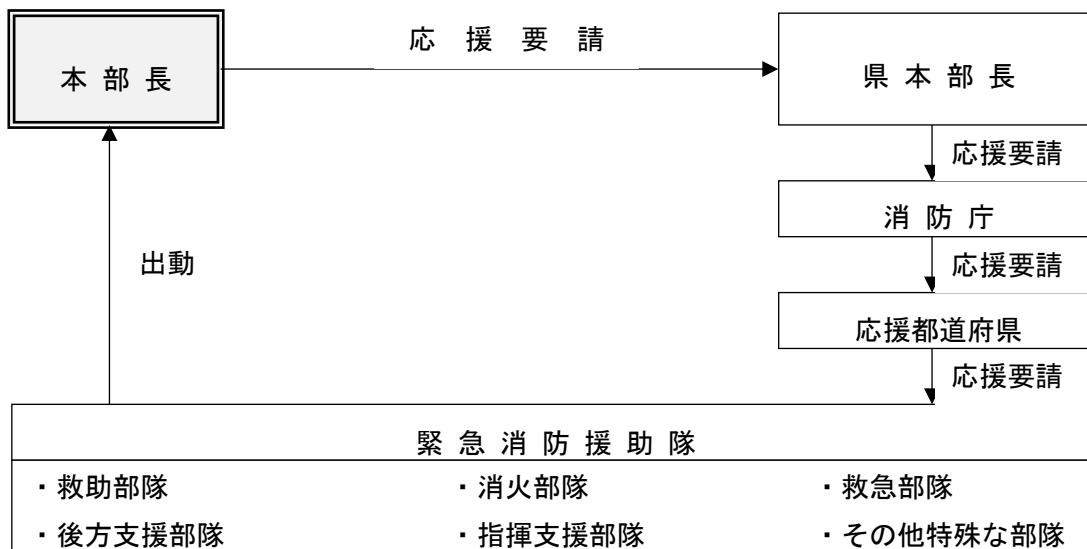 応援要請
本部長
県本部長
応援要請
消防庁
出動
応援要請
応援都道府県
応援要請
緊急消防援助隊
・救助部隊 ・消火部隊 ・救急部隊
・後方支援部隊 ・指揮支援部隊 ・その他特殊な部隊